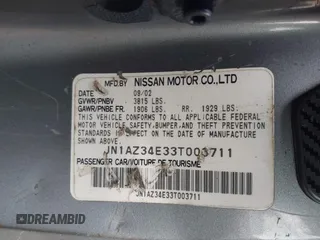 MFD. BY NISSAN MOTOR CO.,LTD
DATE 08/02
GVWR/PNBV 3815 LBS.
GAWR/PNBE FR. 1906 LBS. RR. 1929 LBS.
THIS VEHICLE CONFORMS TO ALL APPLICABLE FEDERAL
MOTOR VEHICLE SAFETY,BUMPER,AND THEFT PREVENTION
STANDARDS IN EFFECT ON THE DATE OF MANUFACTURE
SHOWN ABOVE.
JN1AZ34E33T003711
PASSENGER CAR/VOITURE DE TOURISME
JN1AZ34E33T003711
DREAMBID